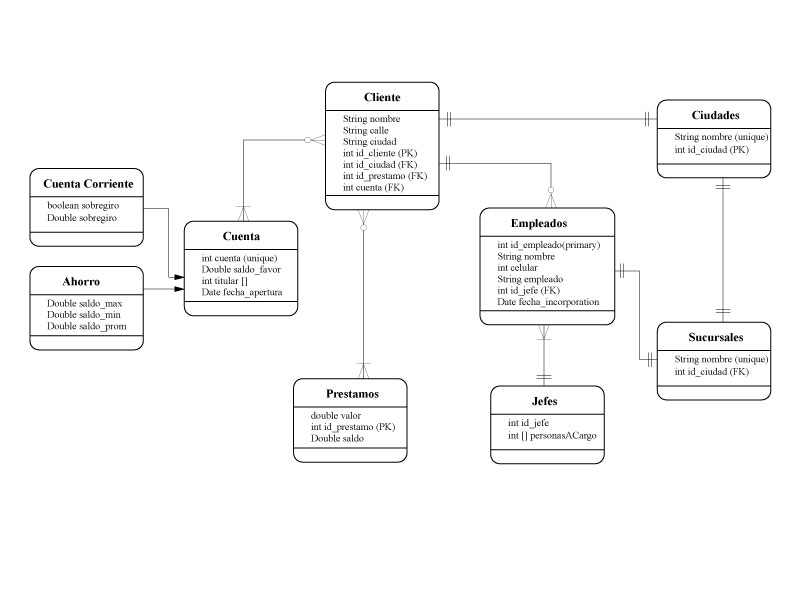 Cliente
String nombre
String calle
String ciudad
int id_cliente (PK)
int id_ciudad (FK)
int id_prestamo (FK)
int cuenta (FK)
Ciudades
String nombre (unique)
int id_ciudad (PK)
Cuenta Corriente
boolean sobregiro
Double sobregiro
Cuenta
int cuenta (unique)
Double saldo_favor
int titular []
Date fecha_apertura
Empleados
int id_empleado(primary)
String nombre
int celular
String empleado
int id_jefe (FK)
Date fecha_incorporation
Ahorro
Double saldo_max
Double saldo_min
Double saldo_prom
Sucursales
String nombre (unique)
int id_ciudad (FK)
Prestamos
double valor
int id_prestamo (PK)
Double saldo
Jefes
int id_jefe
int [] personasACargo